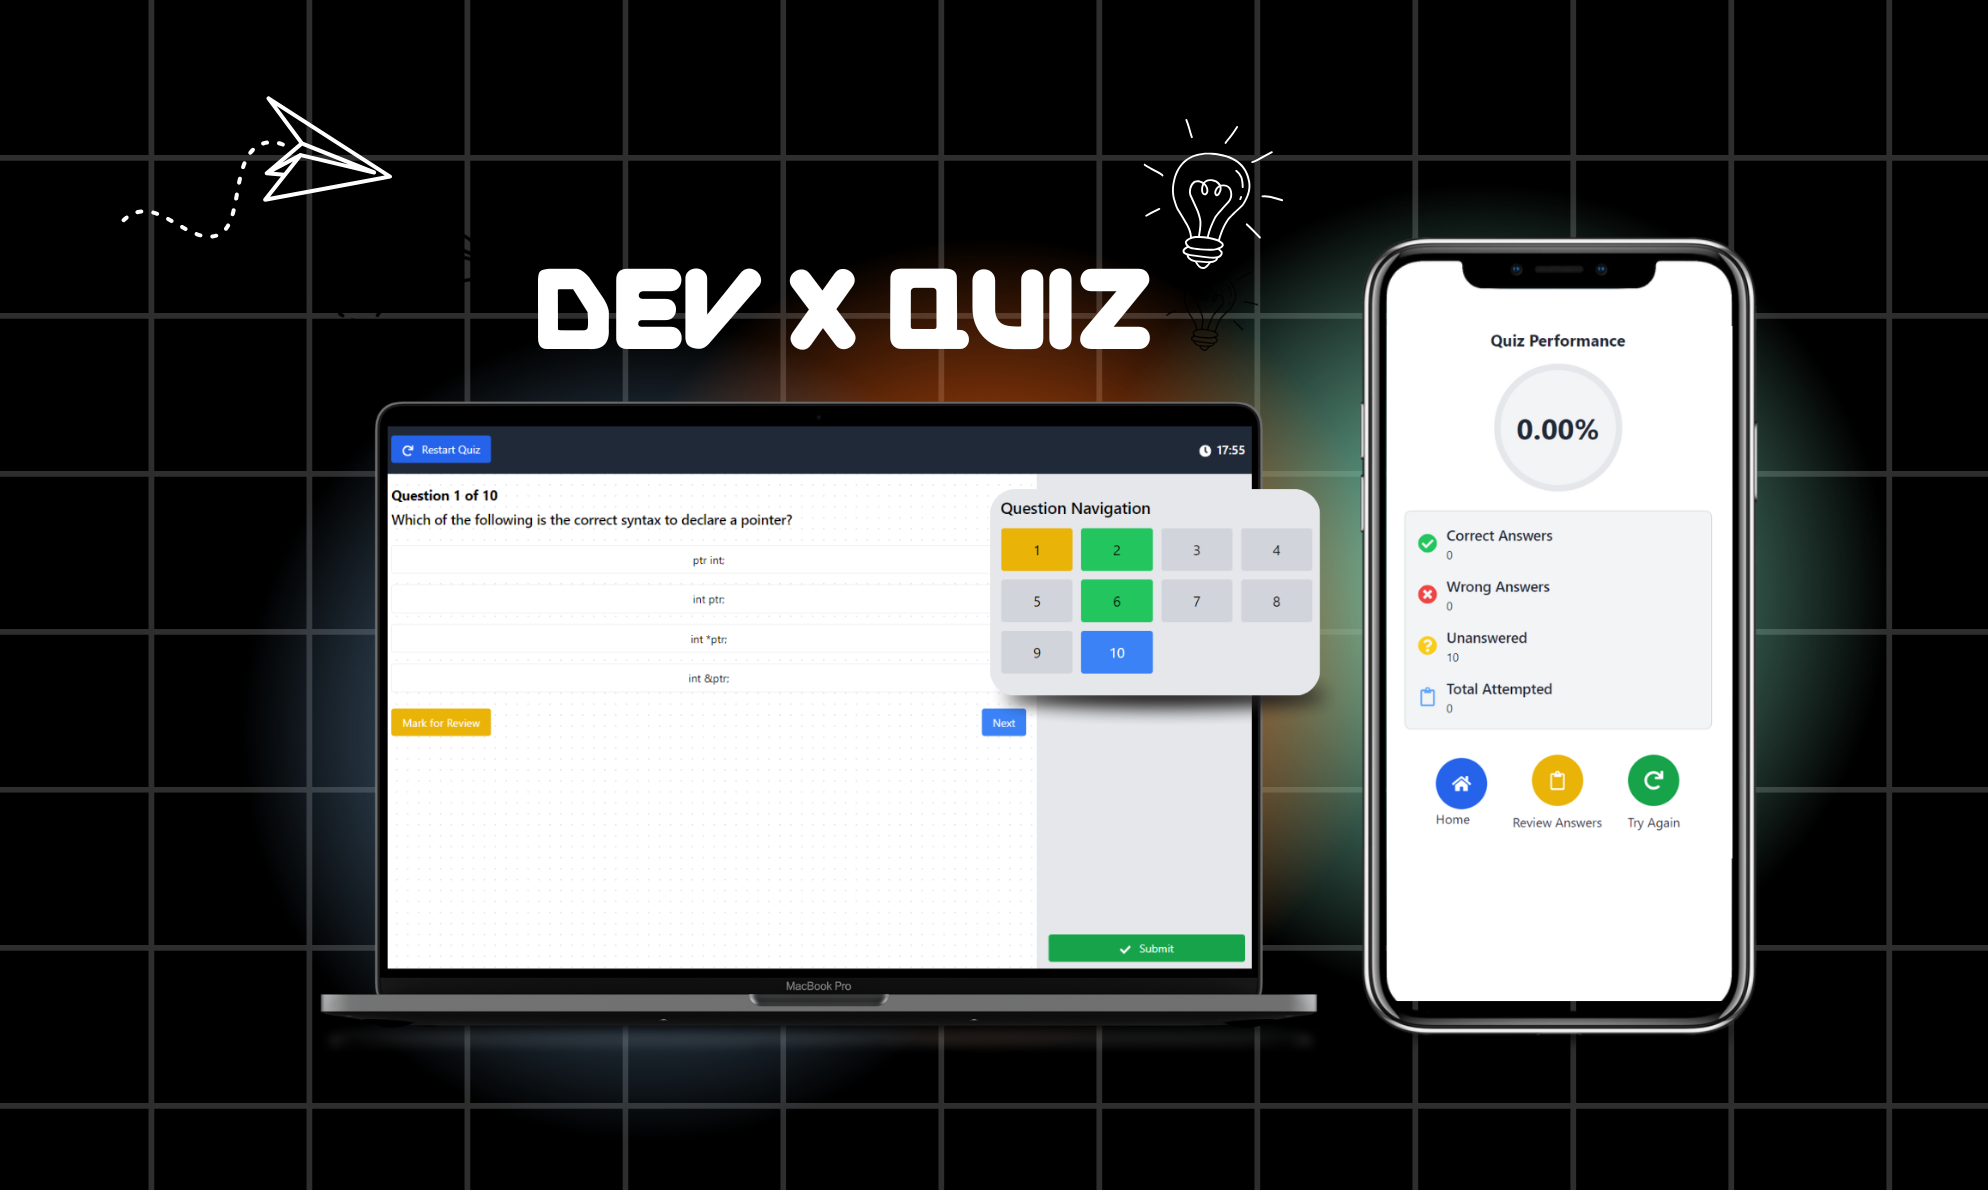 DEV X QUIZ
Restart Quiz
17:55
Question 1 of 10
Which of the following is the correct syntax to declare a pointer?
ptr int;
int ptr;
int *ptr;
int &ptr;
Mark for Review
Next
Question Navigation
1 2 3 4
5 6 7 8
9 10
Submit
MacBook Pro
Quiz Performance
0.00%
Correct Answers
0
Wrong Answers
0
Unanswered
10
Total Attempted
0
Home
Review Answers
Try Again